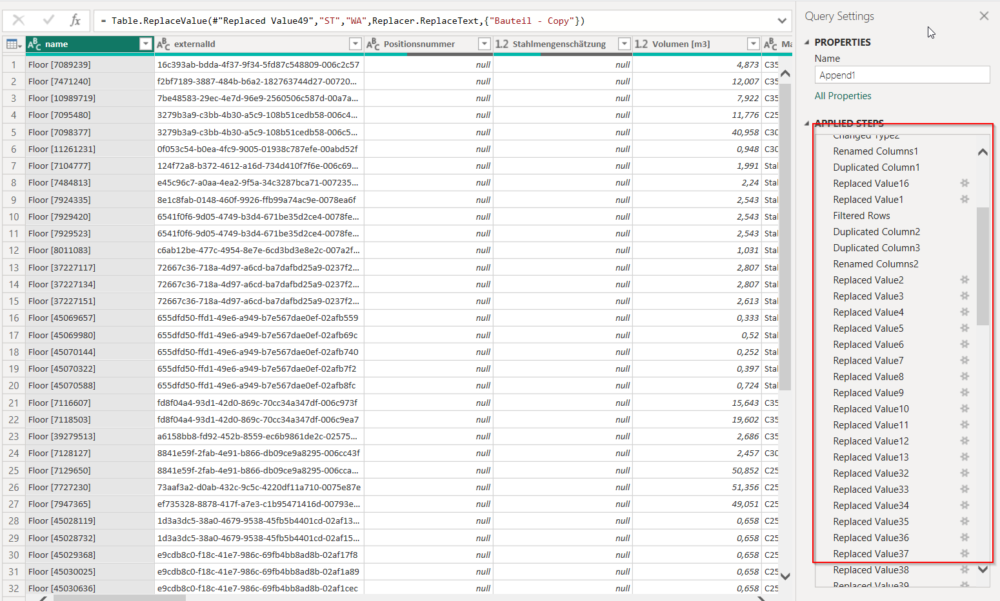 = Table.ReplaceValue(#"Replaced Value49","ST","WA",Replacer.ReplaceText,{"Bauteil - Copy"})
name externalId Positionsnummer 1.2 Stahlmengenschätzung 1.2 Volumen [m3] Ma
1 Floor [7089239] 16c393ab-bdda-4f37-9f34-5fd87c548809-006c2c57 null null 4,873 C35
2 Floor [7471240] f2bf7189-3887-484b-b6a2-182763744d27-00720... null null 12,007 C35
3 Floor [10989719] 7be48583-29ec-4e7d-96e9-2560506c587d-00a7a... null null 7,922 C35
4 Floor [7095480] 3279b3a9-c3bb-4b30-a5c9-108b51cedb58-006c4... null null 11,776 C25
5 Floor [7098377] 3279b3a9-c3bb-4b30-a5c9-108b51cedb58-006c5... null null 40,958 C30
6 Floor [11261231] 0f053c54-b0ea-4fc9-9005-01938c787efe-00abd52f null null 0,948 C30
7 Floor [7104777] 124f72a8-b372-4612-a16d-734d410f7f6e-006c69... null null 1,991 Stal
8 Floor [7484813] e45c96c7-a0aa-4ea2-9f5a-34c3287bca71-007235... null null 2,24 Stal
9 Floor [7924335] 8e1c8fab-0148-460f-9926-ffb99a74ac9e-0078ea6f null null 2,543 Stal
10 Floor [7929420] 6541f0f6-9d05-4749-b3d4-671be35d2ce4-0078fe... null null 2,543 Stal
11 Floor [7929523] 6541f0f6-9d05-4749-b3d4-671be35d2ce4-0078fe... null null 2,543 Stal
12 Floor [8011083] c6ab12be-477c-4954-8e7e-6cd3bd3e8e2c-007a2f... null null 1,031 Stal
13 Floor [37227117] 72667c36-718a-4d97-a6cd-ba7dafbd25a9-0237f2... null null 2,807 Stal
14 Floor [37227134] 72667c36-718a-4d97-a6cd-ba7dafbd25a9-0237f2... null null 2,807 Stal
15 Floor [37227151] 72667c36-718a-4d97-a6cd-ba7dafbd25a9-0237f2... null null 2,613 Stal
16 Floor [45069657] 655dfd50-ffd1-49e6-a949-b7e567dae0ef-02afb559 null null 0,333 Stal
17 Floor [45069980] 655dfd50-ffd1-49e6-a949-b7e567dae0ef-02afb69c null null 0,52 Stal
18 Floor [45070144] 655dfd50-ffd1-49e6-a949-b7e567dae0ef-02afb740 null null 0,252 Stal
19 Floor [45070322] 655dfd50-ffd1-49e6-a949-b7e567dae0ef-02afb7f2 null null 0,397 Stal
20 Floor [45070588] 655dfd50-ffd1-49e6-a949-b7e567dae0ef-02afb8fc null null 0,724 Stal
21 Floor [7116607] fd8f04a4-93d1-42d0-869c-70cc34a347df-006c973f null null 15,643 C35
22 Floor [7118503] fd8f04a4-93d1-42d0-869c-70cc34a347df-006c9ea7 null null 19,602 C35
23 Floor [39279513] a6158bb8-fd92-452b-8559-ec6b9861de2c-02575... null null 2,686 C35
24 Floor [7128127] 8841e59f-2fab-4e91-b866-db09ce9a8295-006cc43f null null 2,457 C30
25 Floor [7129650] 8841e59f-2fab-4e91-b866-db09ce9a8295-006cca... null null 50,852 C25
26 Floor [7727230] 73aaf3a2-d0ab-432c-9c5c-4220df11a710-0075e87e null null 51,356 C25
27 Floor [7947365] ef735328-8878-417f-a7e3-c1b95471416d-00793e... null null 49,051 C25
28 Floor [45028119] 1d3a3dc5-38a0-4679-9538-45fb5b4401cd-02af13... null null 0,658 C25
29 Floor [45028732] 1d3a3dc5-38a0-4679-9538-45fb5b4401cd-02af15... null null 0,658 C25
30 Floor [45029368] e9cdb8c0-f18c-41e7-986c-69fb4bb8ad8b-02af17f8 null null 0,658 C25
31 Floor [45030025] e9cdb8c0-f18c-41e7-986c-69fb4bb8ad8b-02af1a89 null null 0,658 C25
32 Floor [45030636] e9cdb8c0-f18c-41e7-986c-69fb4bb8ad8b-02af1cec null null 0,658 C25
Query Settings
PROPERTIES
Name
Append1
All Properties
APPLIED STEPS
Changed Type2
Renamed Columns1
Duplicated Column1
Replaced Value16
Replaced Value1
Filtered Rows
Duplicated Column2
Duplicated Column3
Renamed Columns2
Replaced Value2
Replaced Value3
Replaced Value4
Replaced Value5
Replaced Value6
Replaced Value7
Replaced Value8
Replaced Value9
Replaced Value10
Replaced Value11
Replaced Value12
Replaced Value13
Replaced Value32
Replaced Value33
Replaced Value34
Replaced Value35
Replaced Value36
Replaced Value37
Replaced Value38
Replaced Value39